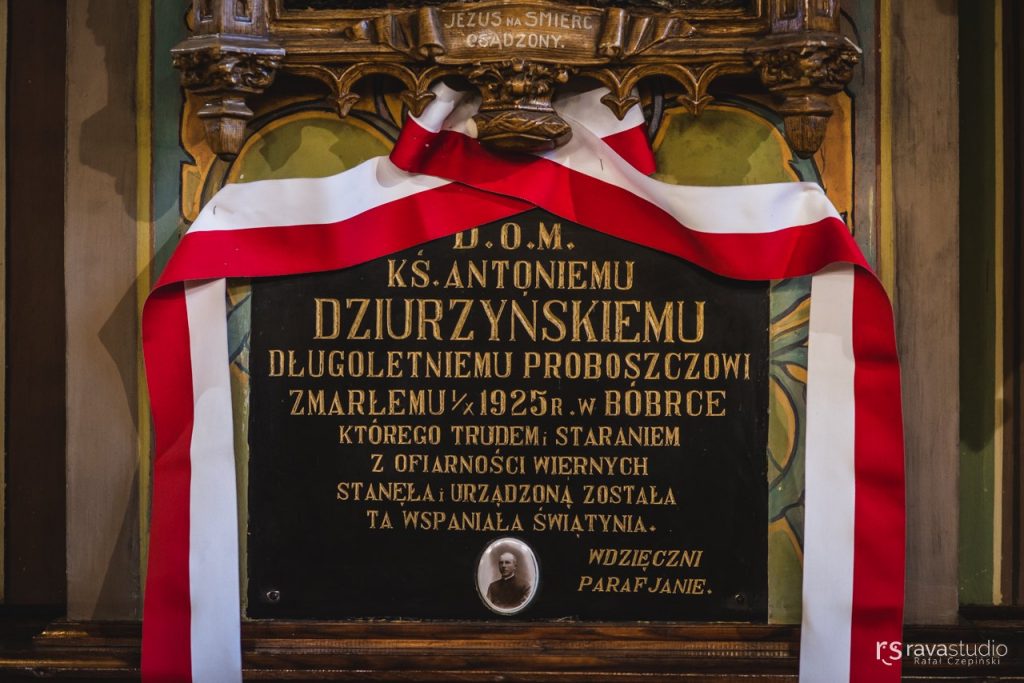 JEZUS NA ŚMIERĆ
OSĄDZONY.
D.O.M.
KŚ. ANTONIEMU
DZIURZYŃSKIEMU
DŁUGOLETNIEMU PROBOSZCZOWI
ZMARŁEMU 1/X 1925 R. W BÓBRCE
KTÓREGO TRUDEM i STARANIEM
Z OFIARNOŚCI WIERNYCH
STANĘŁA i URZĄDZONĄ ZOSTAŁA
TA WSPANIAŁA ŚWIĄTYNIA.
WDZIĘCZNI
PARAFJANIE.
rs ravastudio
Rafał Czepiński